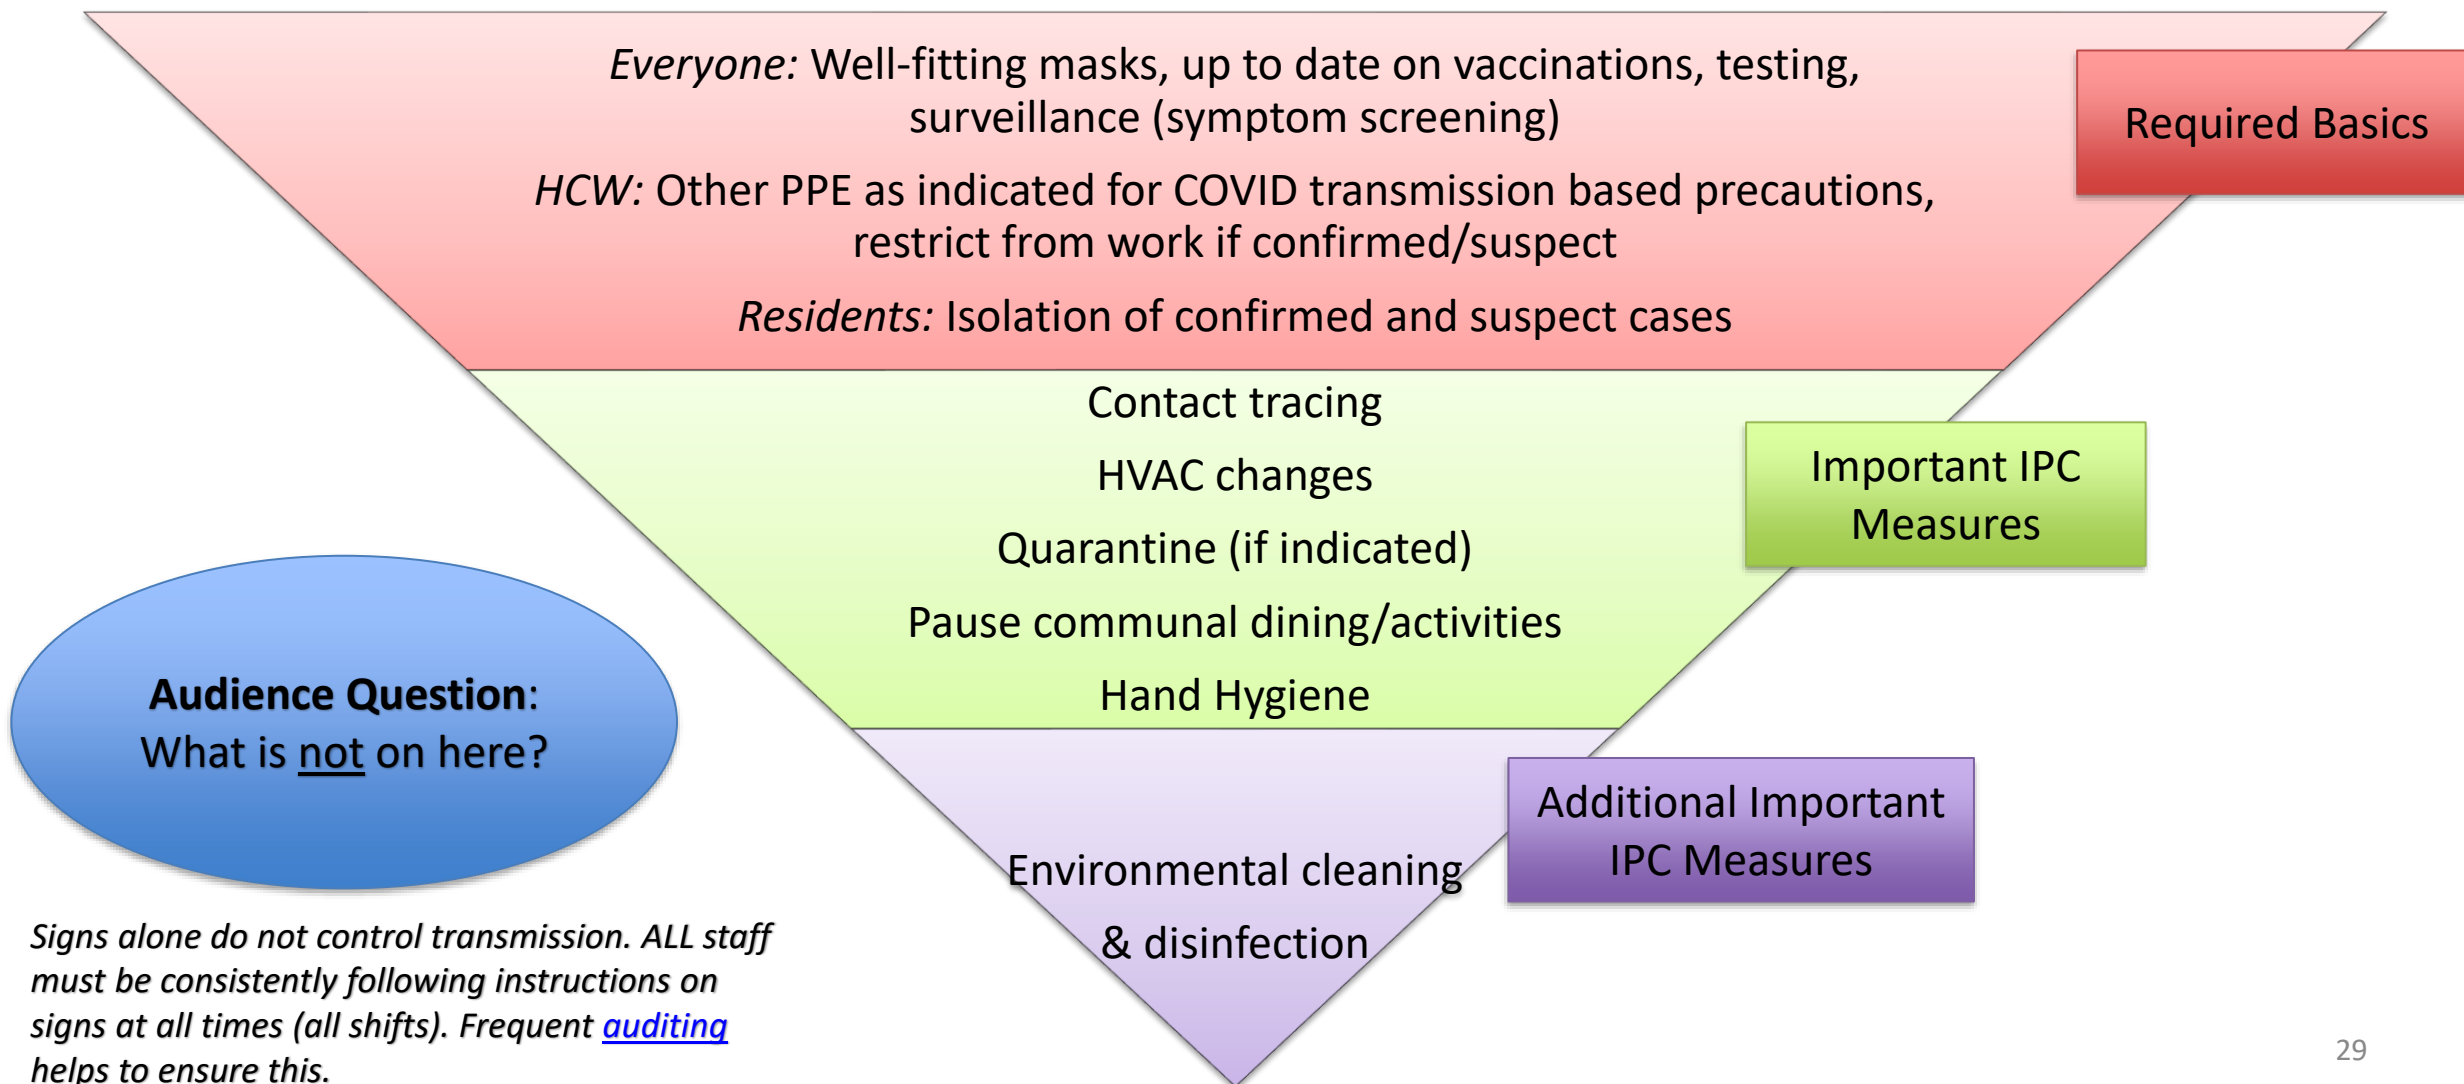 Everyone: Well-fitting masks, up to date on vaccinations, testing,
surveillance (symptom screening)
HCW: Other PPE as indicated for COVID transmission based precautions,
restrict from work if confirmed/suspect
Residents: Isolation of confirmed and suspect cases
Required Basics
Contact tracing
HVAC changes
Quarantine (if indicated)
Pause communal dining/activities
Hand Hygiene
Important IPC
Measures
Audience Question:
What is not on here?
Environmental cleaning
& disinfection
Additional Important
IPC Measures
Signs alone do not control transmission. ALL staff
must be consistently following instructions on
signs at all times (all shifts). Frequent auditing
helps to ensure this.
29